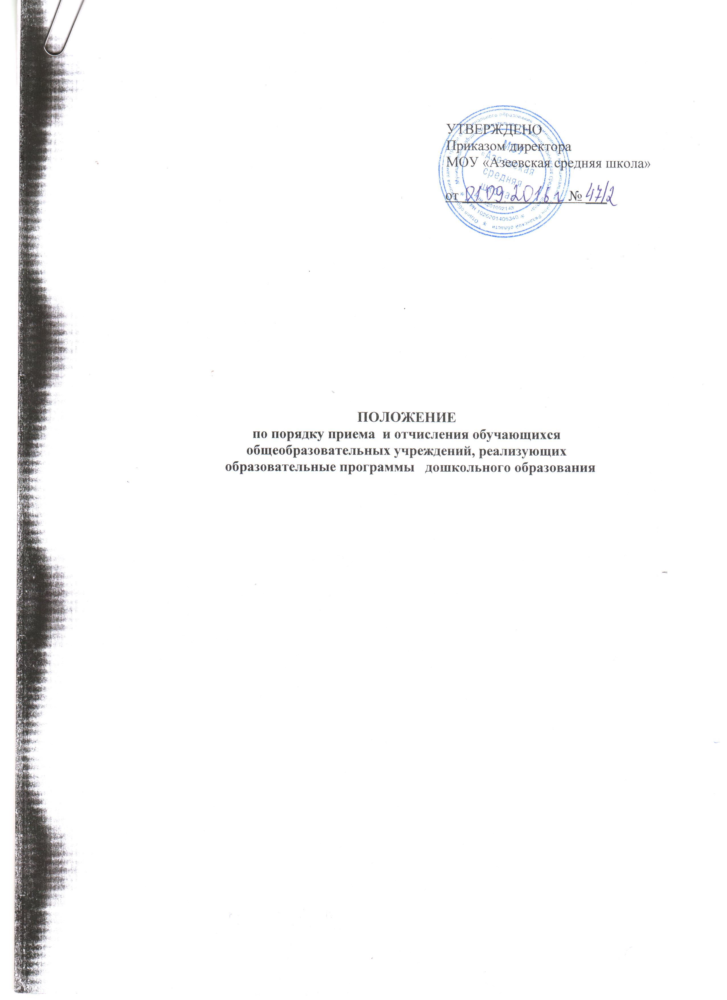 УТВЕРЖДЕНО
Приказом директора
МОУ «Азеевская средняя школа»
от 01 09 2016 г № 47/2
МОУ
«Азеевская
средняя
школа»
ИНН 6201002143
ОГРН 1026201405340
ПОЛОЖЕНИЕ
по порядку приема и отчисления обучающихся
общеобразовательных учреждений, реализующих
образовательные программы дошкольного образования